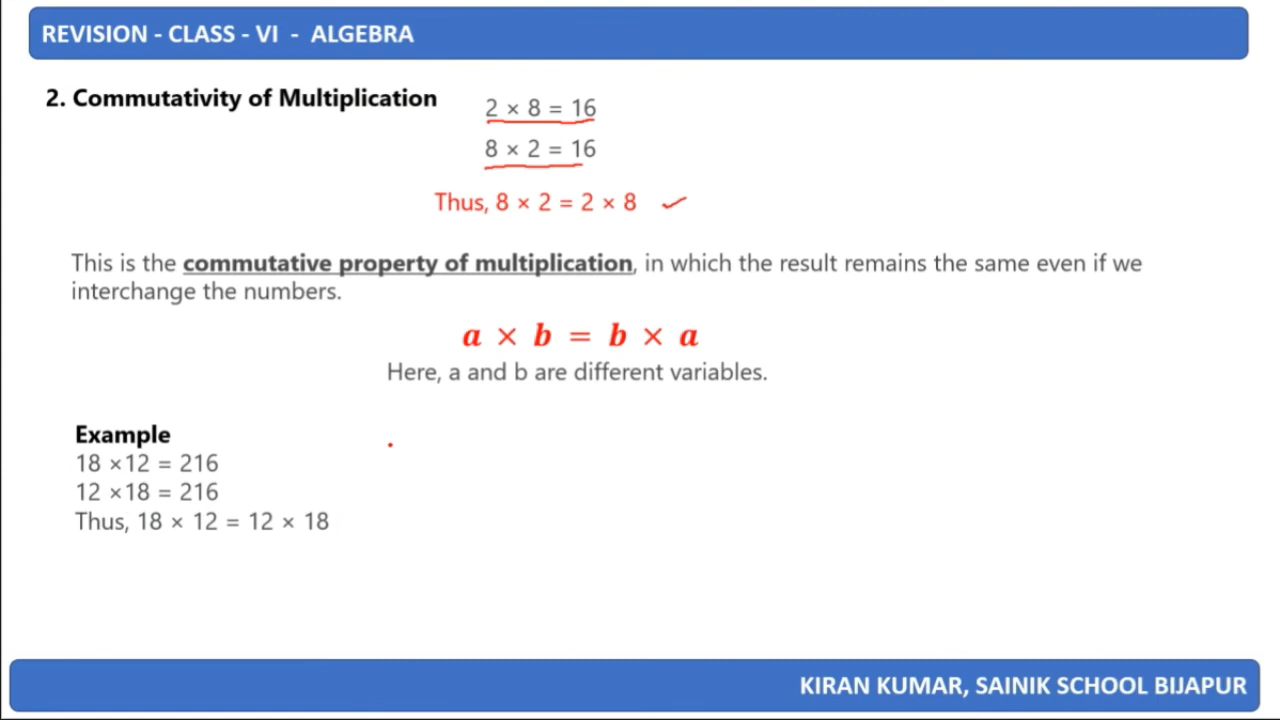 REVISION - CLASS - VI - ALGEBRA
2. Commutativity of Multiplication
2 × 8 = 16
8 × 2 = 16
Thus, 8 × 2 = 2 × 8
This is the commutative property of multiplication, in which the result remains the same even if we
interchange the numbers.
a × b = b × a
Here, a and b are different variables.
Example
18 ×12 = 216
12 ×18 = 216
Thus, 18 × 12 = 12 × 18
KIRAN KUMAR, SAINIK SCHOOL BIJAPUR